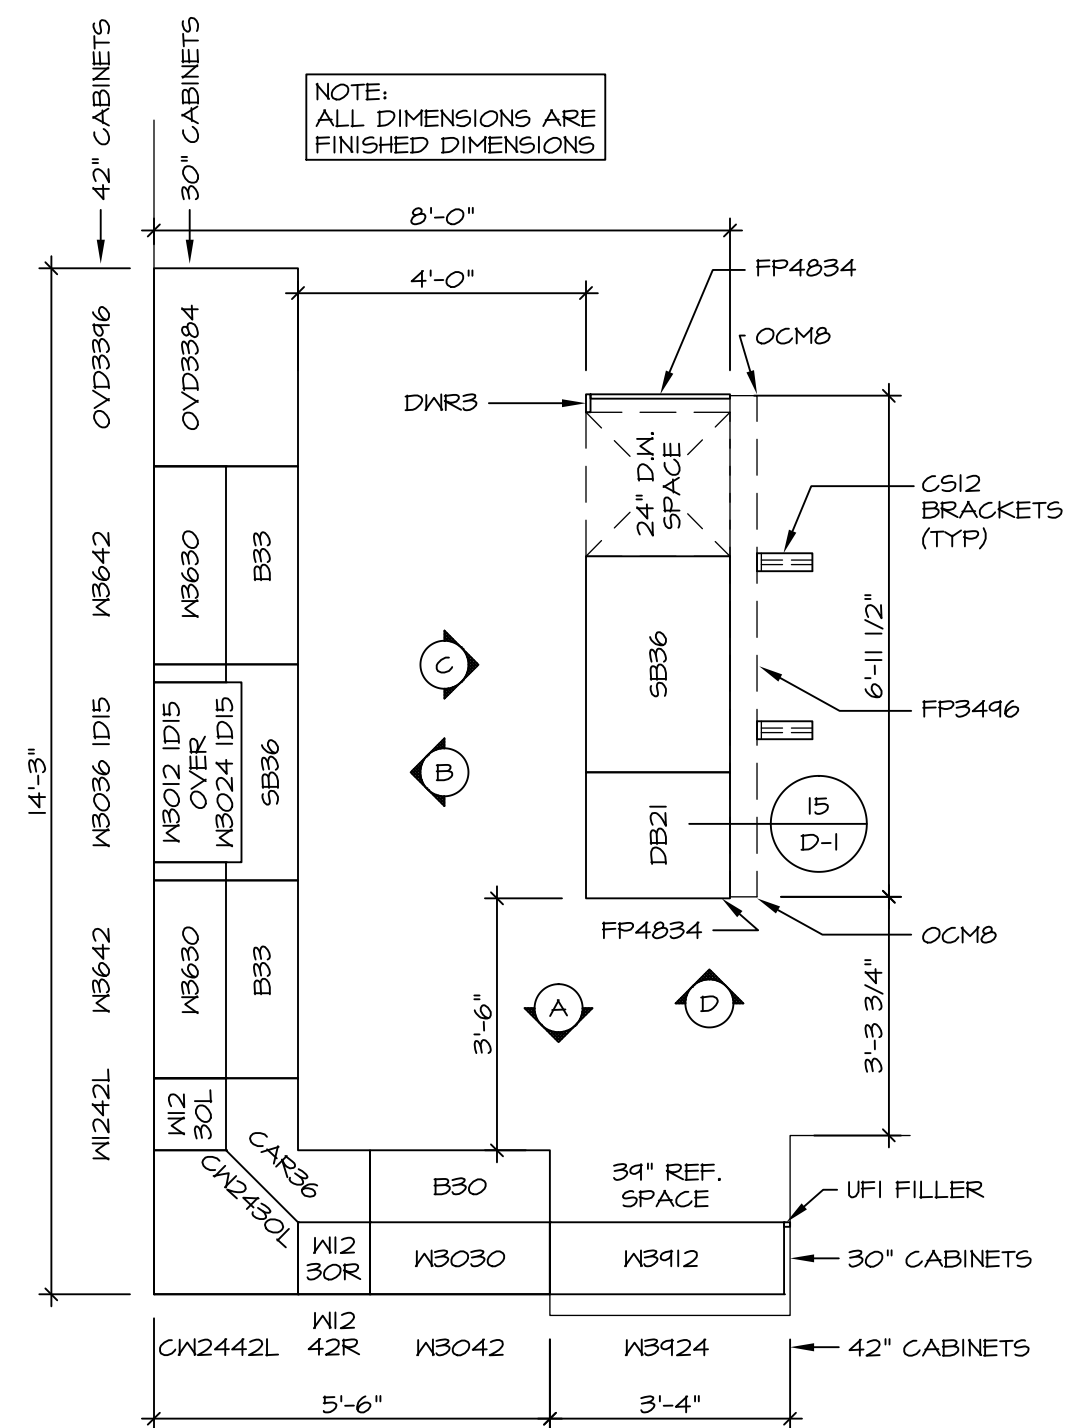 42" CABINETS
30" CABINETS
NOTE:
ALL DIMENSIONS ARE
FINISHED DIMENSIONS
8'-0"
4'-0"
FP4834
OCM8
DWR3
OVD3396
OVD3384
24" D.W.
SPACE
CS12
BRACKETS
(TYP)
W3642
W3630
B33
SB36
6'-11 1/2"
C
FP3496
14'-3"
W3036 1D15
W3012 1D15
OVER
W3024 1D15
SB36
B
DB21
15
D-1
FP4834
OCM8
W3642
W3630
B33
A
D
3'-6"
3'-3 3/4"
W1242L
W12
30L
CAR36
CW2430L
B30
39" REF.
SPACE
UF1 FILLER
W12
30R
W3030
W3912
30" CABINETS
CW2442L
W12
42R
W3042
W3924
42" CABINETS
5'-6"
3'-4"